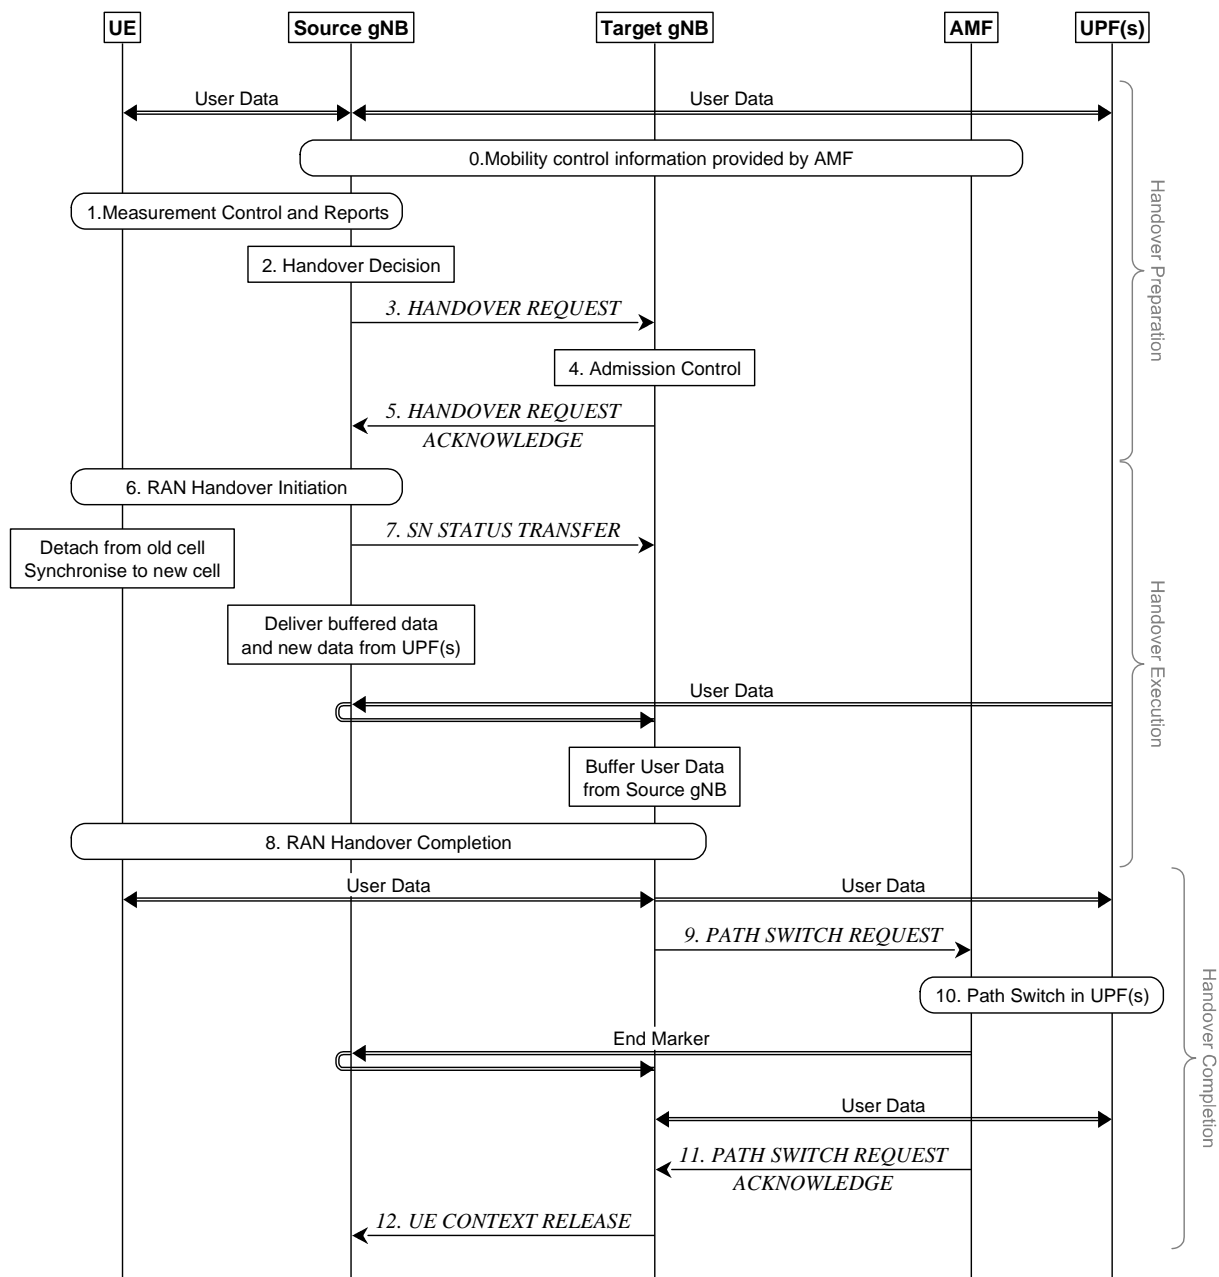 UE
Source gNB
Target gNB
AMF
UPF(s)
User Data
User Data
0.Mobility control information provided by AMF
1.Measurement Control and Reports
2. Handover Decision
3. HANDOVER REQUEST
4. Admission Control
5. HANDOVER REQUEST
ACKNOWLEDGE
Handover Preparation
6. RAN Handover Initiation
7. SN STATUS TRANSFER
Detach from old cell
Synchronise to new cell
Deliver buffered data
and new data from UPF(s)
User Data
Buffer User Data
from Source gNB
8. RAN Handover Completion
Handover Execution
User Data
User Data
9. PATH SWITCH REQUEST
10. Path Switch in UPF(s)
End Marker
User Data
11. PATH SWITCH REQUEST
ACKNOWLEDGE
12. UE CONTEXT RELEASE
Handover Completion